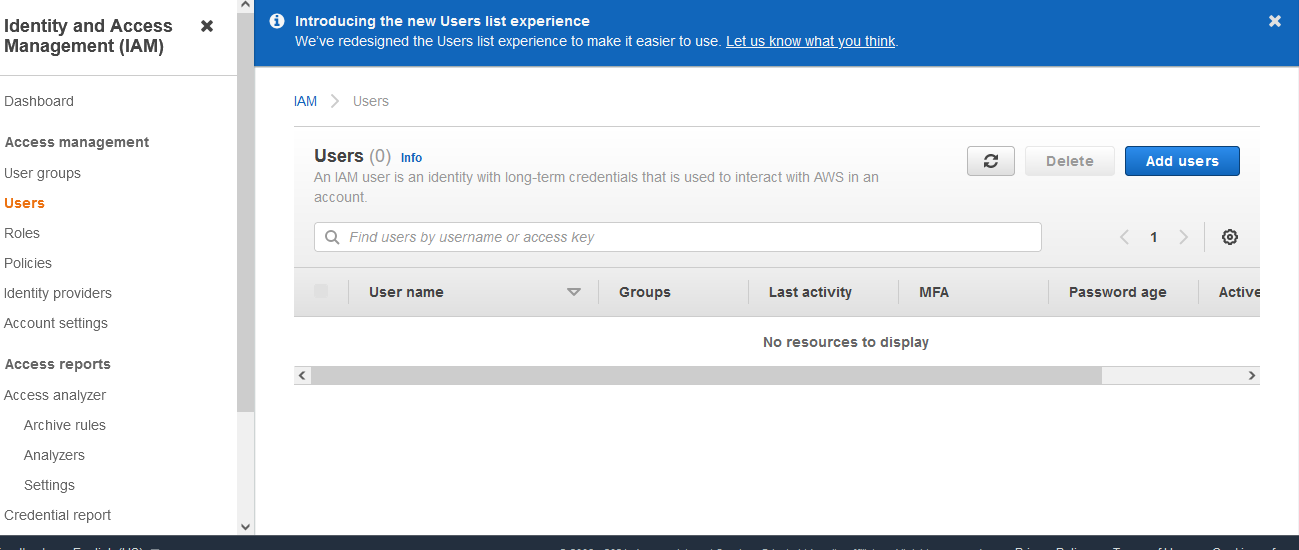 Identity and Access
Management (IAM)
Dashboard
Access management
User groups
Users
Roles
Policies
Identity providers
Account settings
Access reports
Access analyzer
Archive rules
Analyzers
Settings
Credential report
Introducing the new Users list experience
We've redesigned the Users list experience to make it easier to use. Let us know what you think.
IAM > Users
Users (0) Info
An IAM user is an identity with long-term credentials that is used to interact with AWS in an
account.
Delete
Add users
Find users by username or access key
1
User name Groups Last activity MFA Password age Active
No resources to display
English (US)